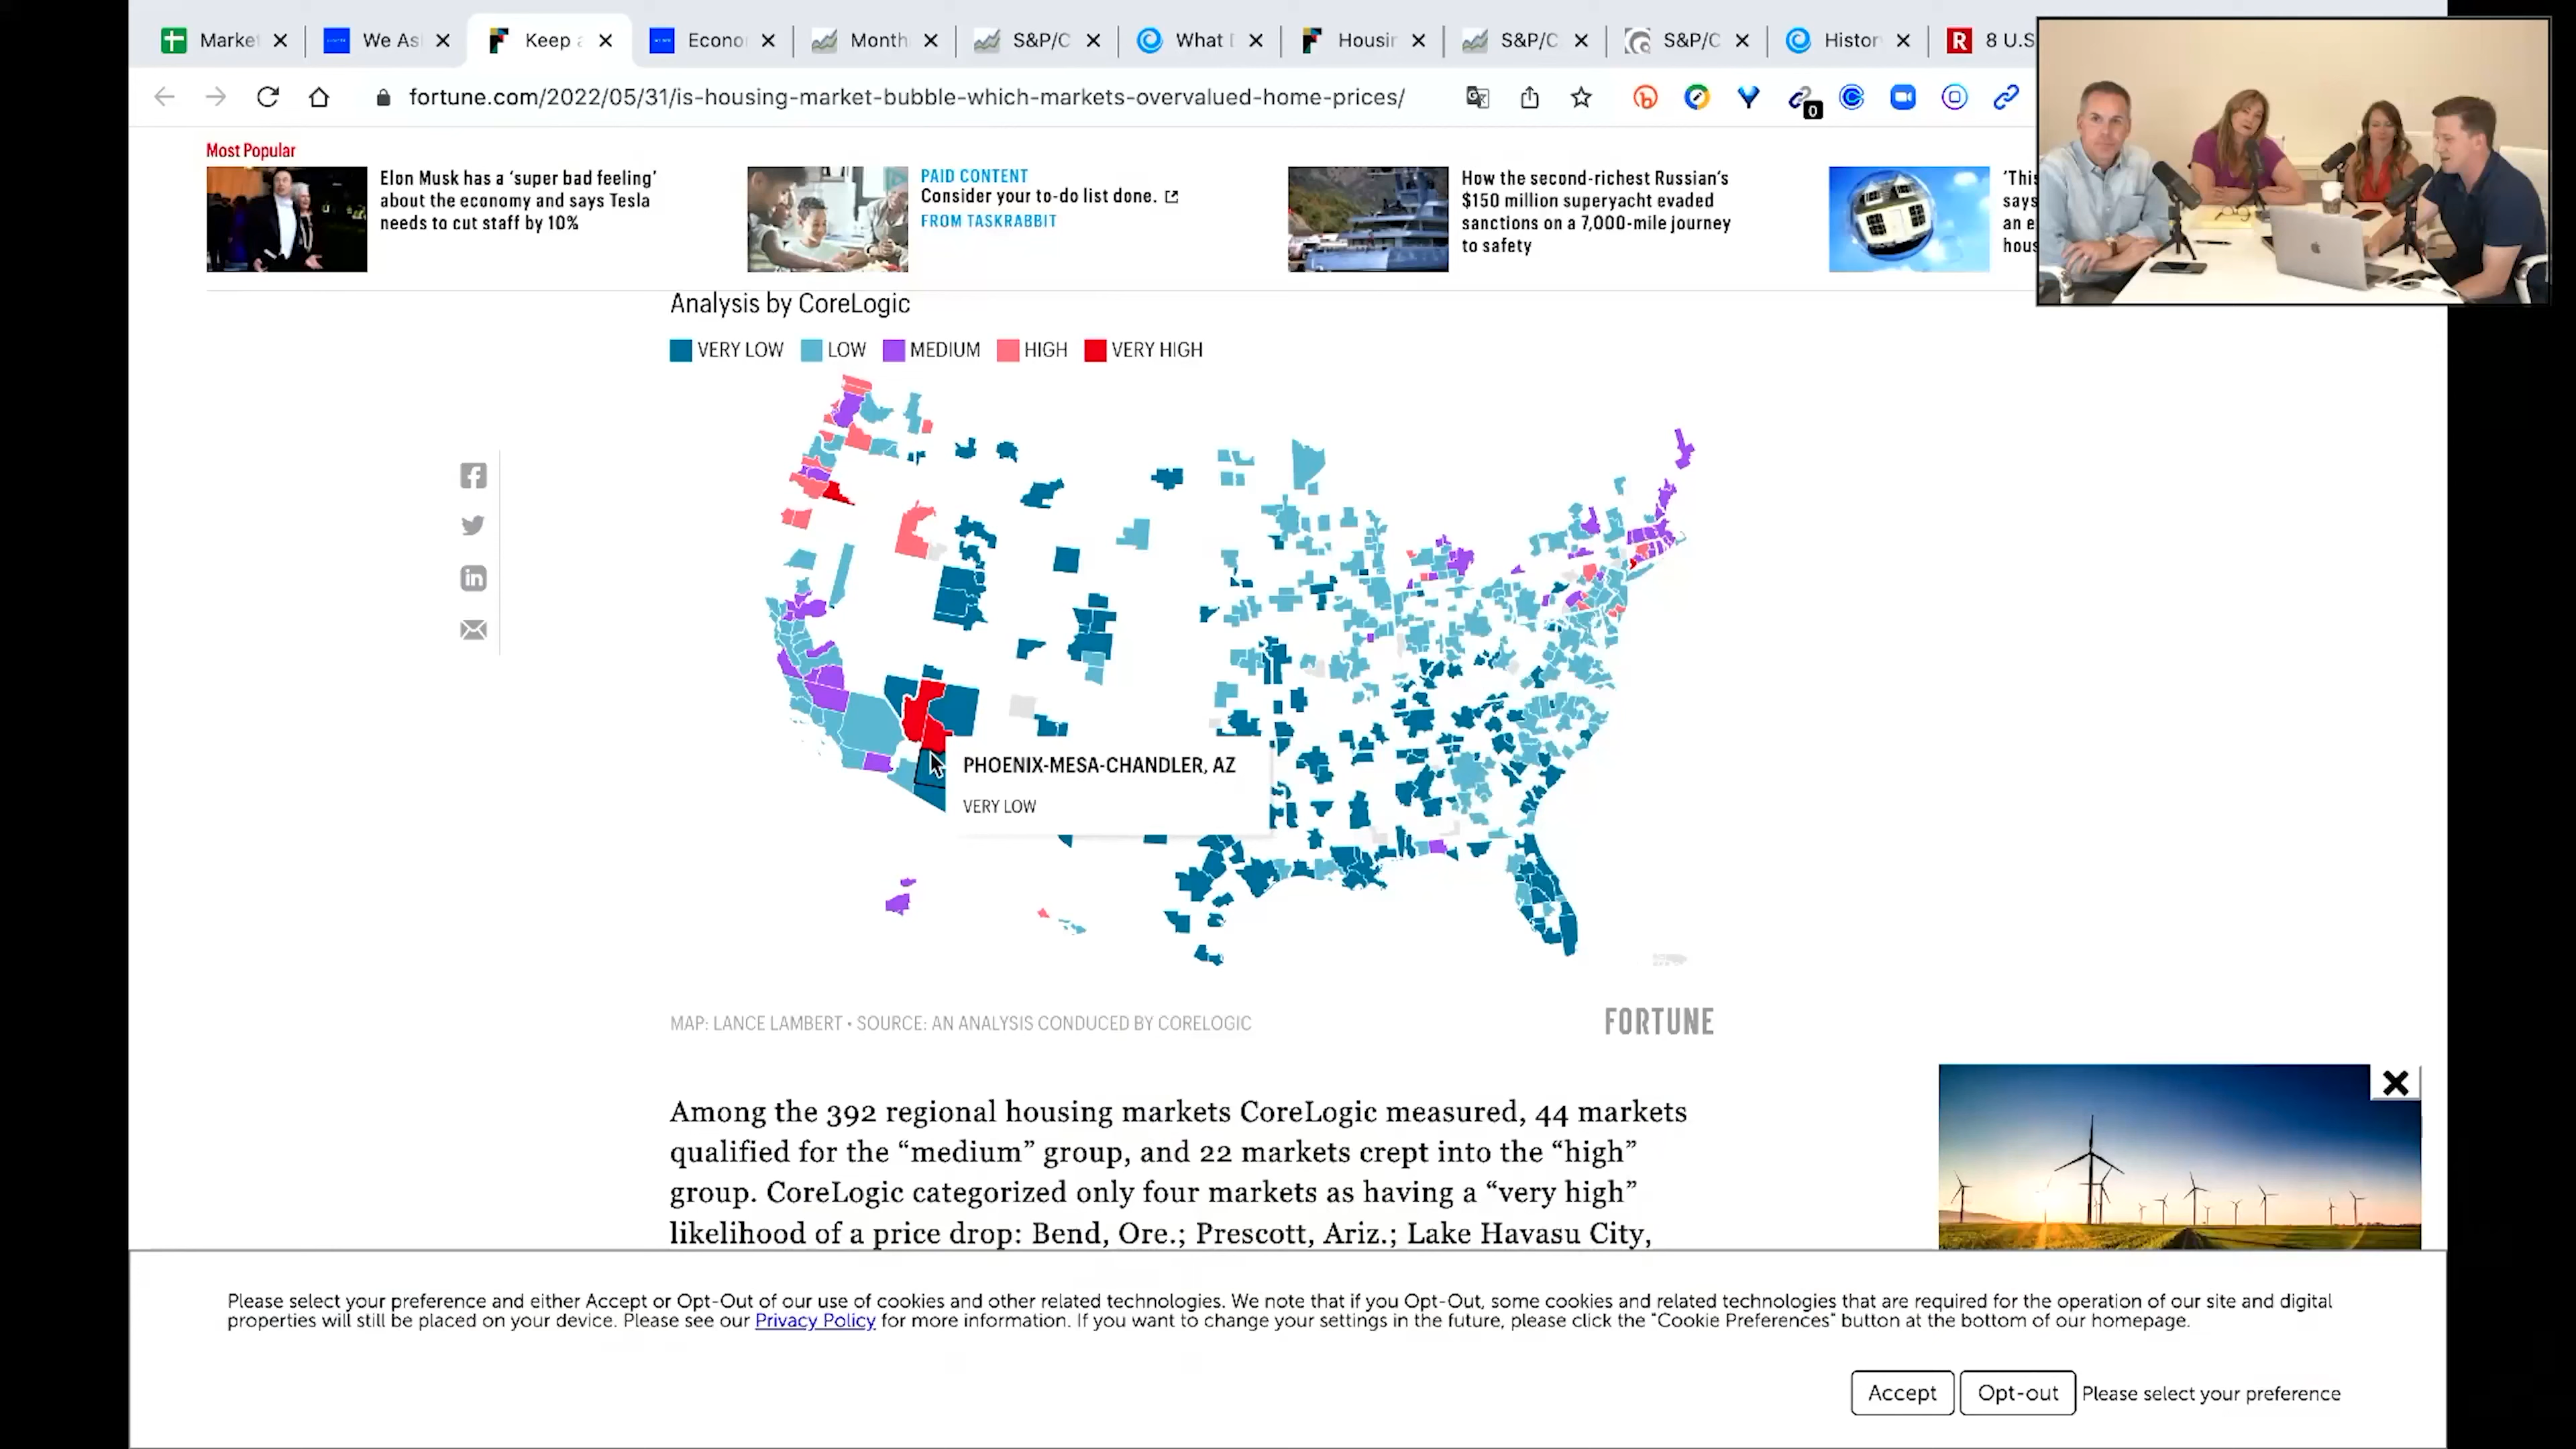 Marke
We As
Keep a
Econo
Month
S&P/C
What
Housir
S&P/C
S&P/C
Histor
8 U.S
fortune.com/2022/05/31/is-housing-market-bubble-which-markets-overvalued-home-prices/
0
Most Popular
Elon Musk has a ‘super bad feeling’
about the economy and says Tesla
needs to cut staff by 10%
PAID CONTENT
Consider your to-do list done.
FROM TASKRABBIT
How the second-richest Russian’s
$150 million superyacht evaded
sanctions on a 7,000-mile journey
to safety
‘This
says
an e
hous
Analysis by CoreLogic
VERY LOW LOW MEDIUM HIGH VERY HIGH
PHOENIX-MESA-CHANDLER, AZ
VERY LOW
MAP: LANCE LAMBERT • SOURCE: AN ANALYSIS CONDUCED BY CORELOGIC
FORTUNE
Among the 392 regional housing markets CoreLogic measured, 44 markets
qualified for the “medium” group, and 22 markets crept into the “high”
group. CoreLogic categorized only four markets as having a “very high”
likelihood of a price drop: Bend, Ore.; Prescott, Ariz.; Lake Havasu City,
Please select your preference and either Accept or Opt-Out of our use of cookies and other related technologies. We note that if you Opt-Out, some cookies and related technologies that are required for the operation of our site and digital
properties will still be placed on your device. Please see our Privacy Policy for more information. If you want to change your settings in the future, please click the "Cookie Preferences" button at the bottom of our homepage.
Accept
Opt-out
Please select your preference